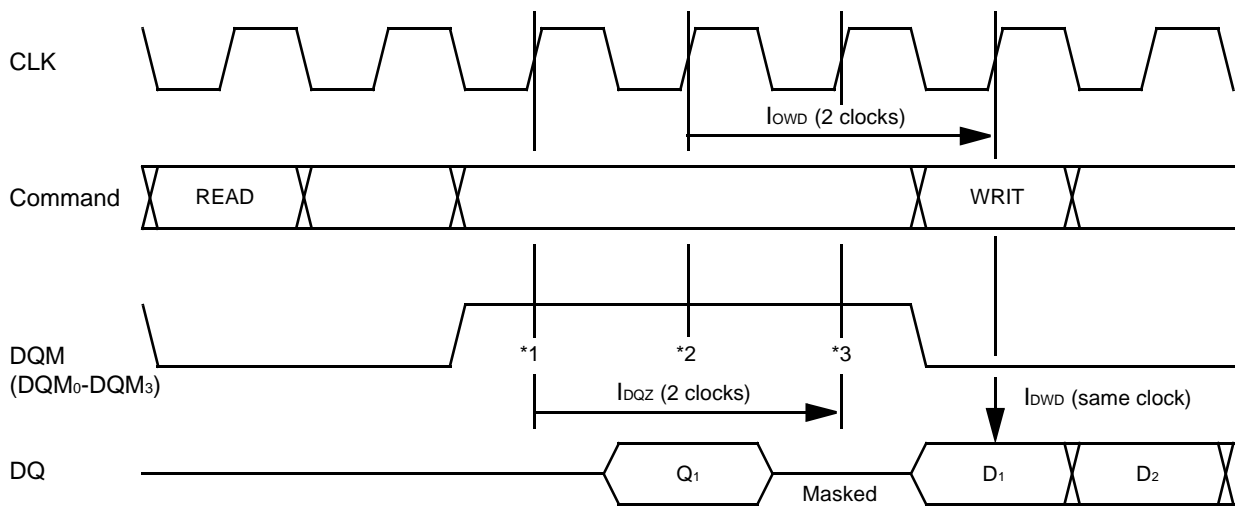 CLK
IOWD (2 clocks)
Command
READ
WRIT
DQM
(DQM0-DQM3)
*1
*2
*3
IDQZ (2 clocks)
IDWD (same clock)
DQ
Q1
Masked
D1
D2